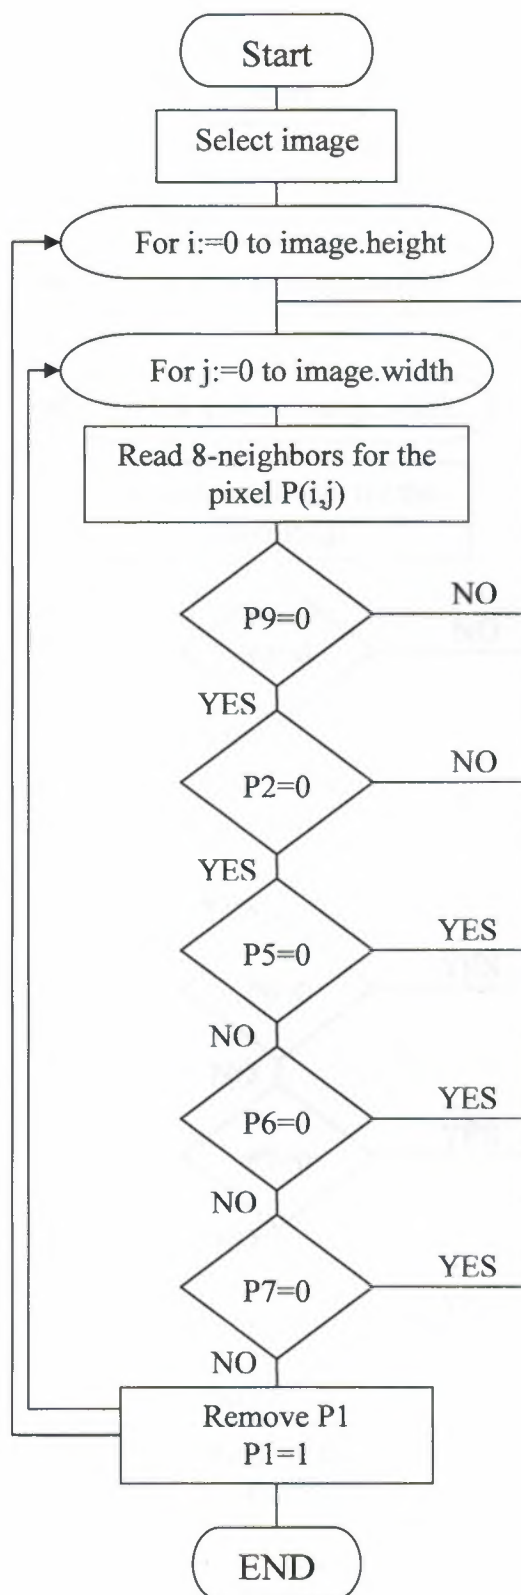 Start
Select image
For i:=0 to image.height
For j:=0 to image.width
Read 8-neighbors for the
pixel P(i,j)
P9=0
NO
YES
P2=0
NO
YES
P5=0
YES
NO
P6=0
YES
NO
P7=0
YES
NO
Remove P1
P1=1
END